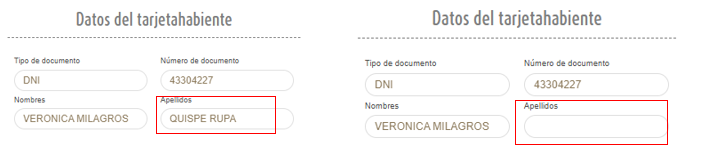 Datos del tarjetahabiente
Tipo de documento Número de documento
DNI 43304227
Nombres Apellidos
VERONICA MILAGROS QUISPE RUPA
Datos del tarjetahabiente
Tipo de documento Número de documento
DNI 43304227
Nombres Apellidos
VERONICA MILAGROS